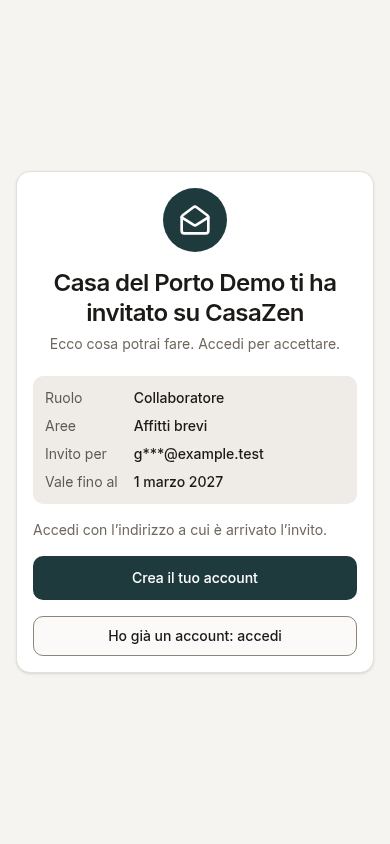 Casa del Porto Demo ti ha
invitato su CasaZen
Ecco cosa potrai fare. Accedi per accettare.
Ruolo Collaboratore
Aree Affitti brevi
Invito per g***@example.test
Vale fino al 1 marzo 2027
Accedi con l’indirizzo a cui è arrivato l’invito.
Crea il tuo account
Ho già un account: accedi